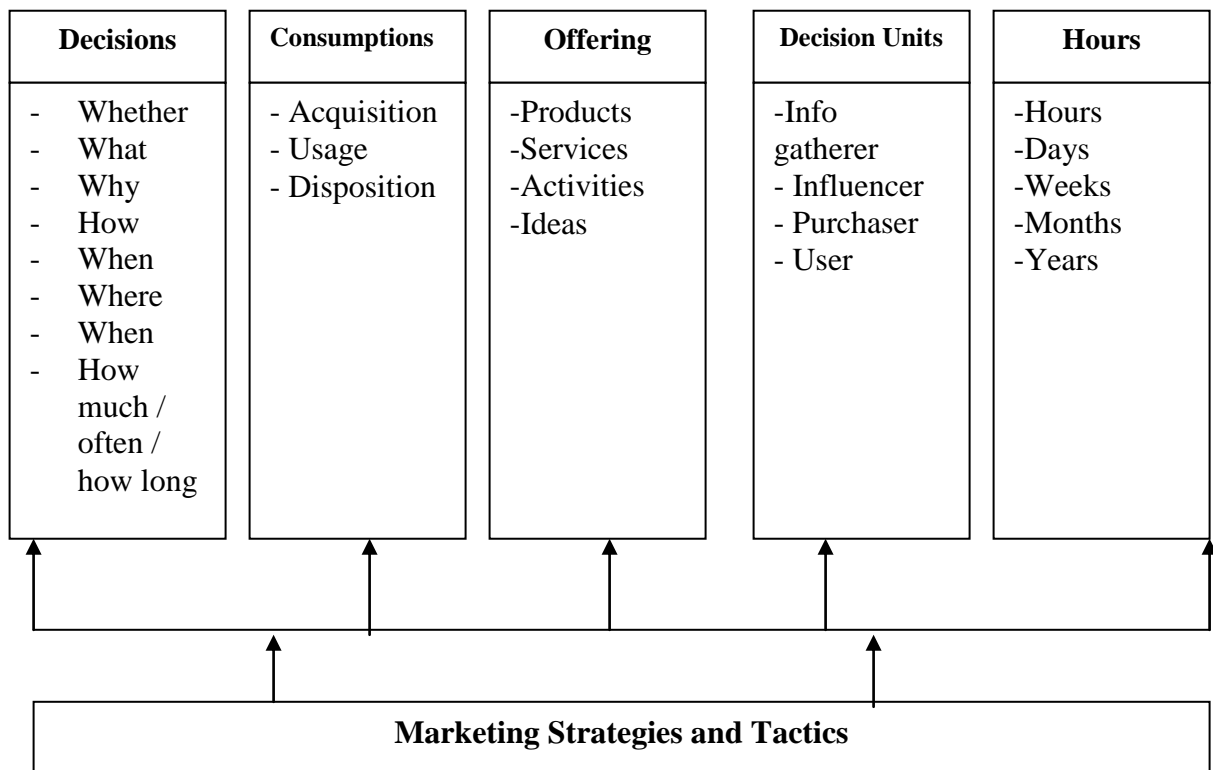 Decisions
- Whether
- What
- Why
- How
- When
- Where
- When
- How
much /
often /
how long
Consumptions
- Acquisition
- Usage
- Disposition
Offering
-Products
-Services
-Activities
-Ideas
Decision Units
-Info
gatherer
- Influencer
- Purchaser
- User
Hours
-Hours
-Days
-Weeks
-Months
-Years
Marketing Strategies and Tactics